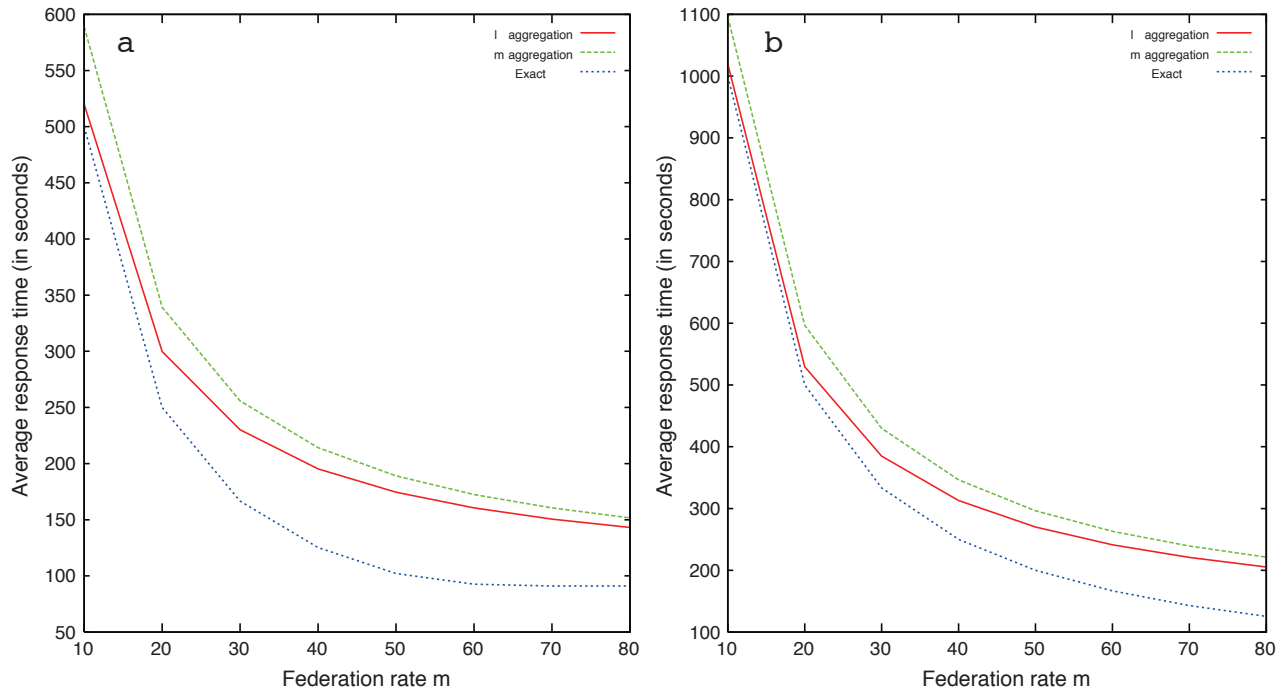 a
l aggregation
m aggregation
Exact
600
550
500
450
400
350
300
250
200
150
100
50
10 20 30 40 50 60 70 80
Average response time (in seconds)
Federation rate m
b
l aggregation
m aggregation
Exact
1100
1000
900
800
700
600
500
400
300
200
100
10 20 30 40 50 60 70 80
Average response time (in seconds)
Federation rate m